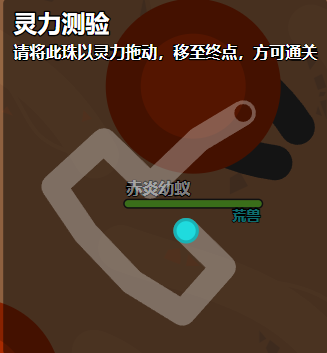 灵力测验
请将此珠以灵力拖动，移至终点，方可通关
赤炎幼蚁
荒兽